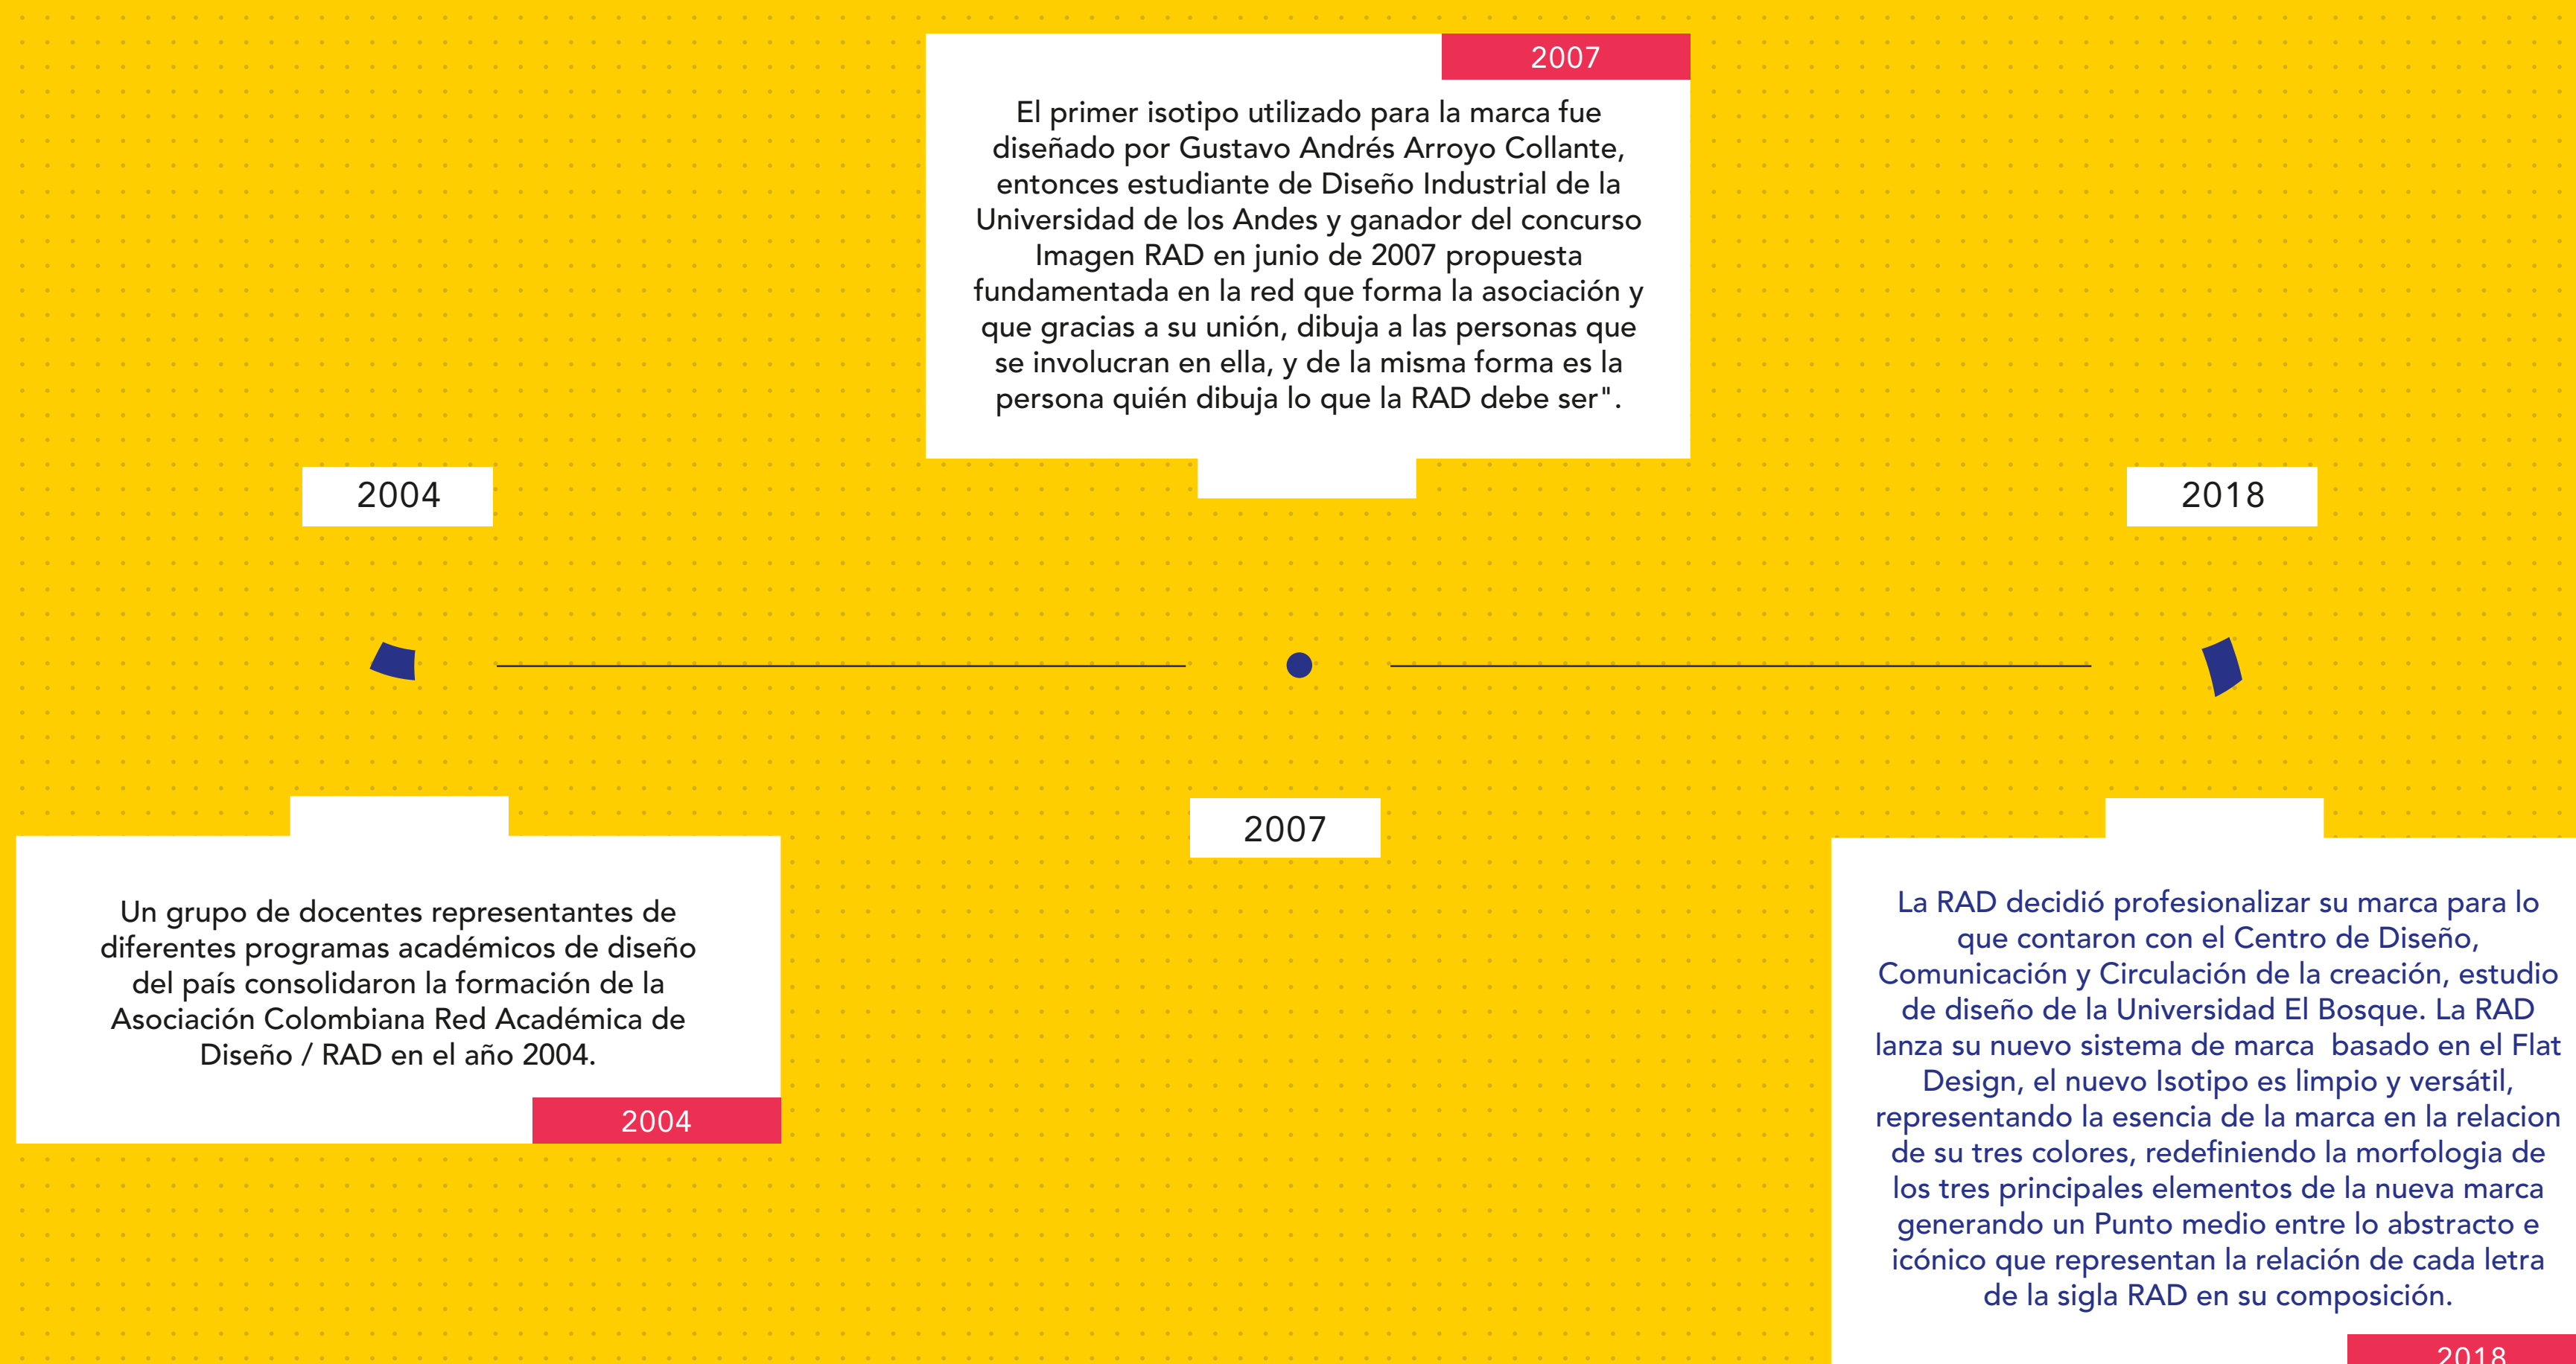 2004
Un grupo de docentes representantes de
diferentes programas académicos de diseño
del país consolidaron la formación de la
Asociación Colombiana Red Académica de
Diseño / RAD en el año 2004.
2004
2007
El primer isotipo utilizado para la marca fue
diseñado por Gustavo Andrés Arroyo Collante,
entonces estudiante de Diseño Industrial de la
Universidad de los Andes y ganador del concurso
Imagen RAD en junio de 2007 propuesta
fundamentada en la red que forma la asociación y
que gracias a su unión, dibuja a las personas que
se involucran en ella, y de la misma forma es la
persona quién dibuja lo que la RAD debe ser".
2007
2018
La RAD decidió profesionalizar su marca para lo
que contaron con el Centro de Diseño,
Comunicación y Circulación de la creación, estudio
de diseño de la Universidad El Bosque. La RAD
lanza su nuevo sistema de marca  basado en el Flat
Design, el nuevo Isotipo es limpio y versátil,
representando la esencia de la marca en la relacion
de su tres colores, redefiniendo la morfologia de
los tres principales elementos de la nueva marca
generando un Punto medio entre lo abstracto e
icónico que representan la relación de cada letra
de la sigla RAD en su composición.
2018